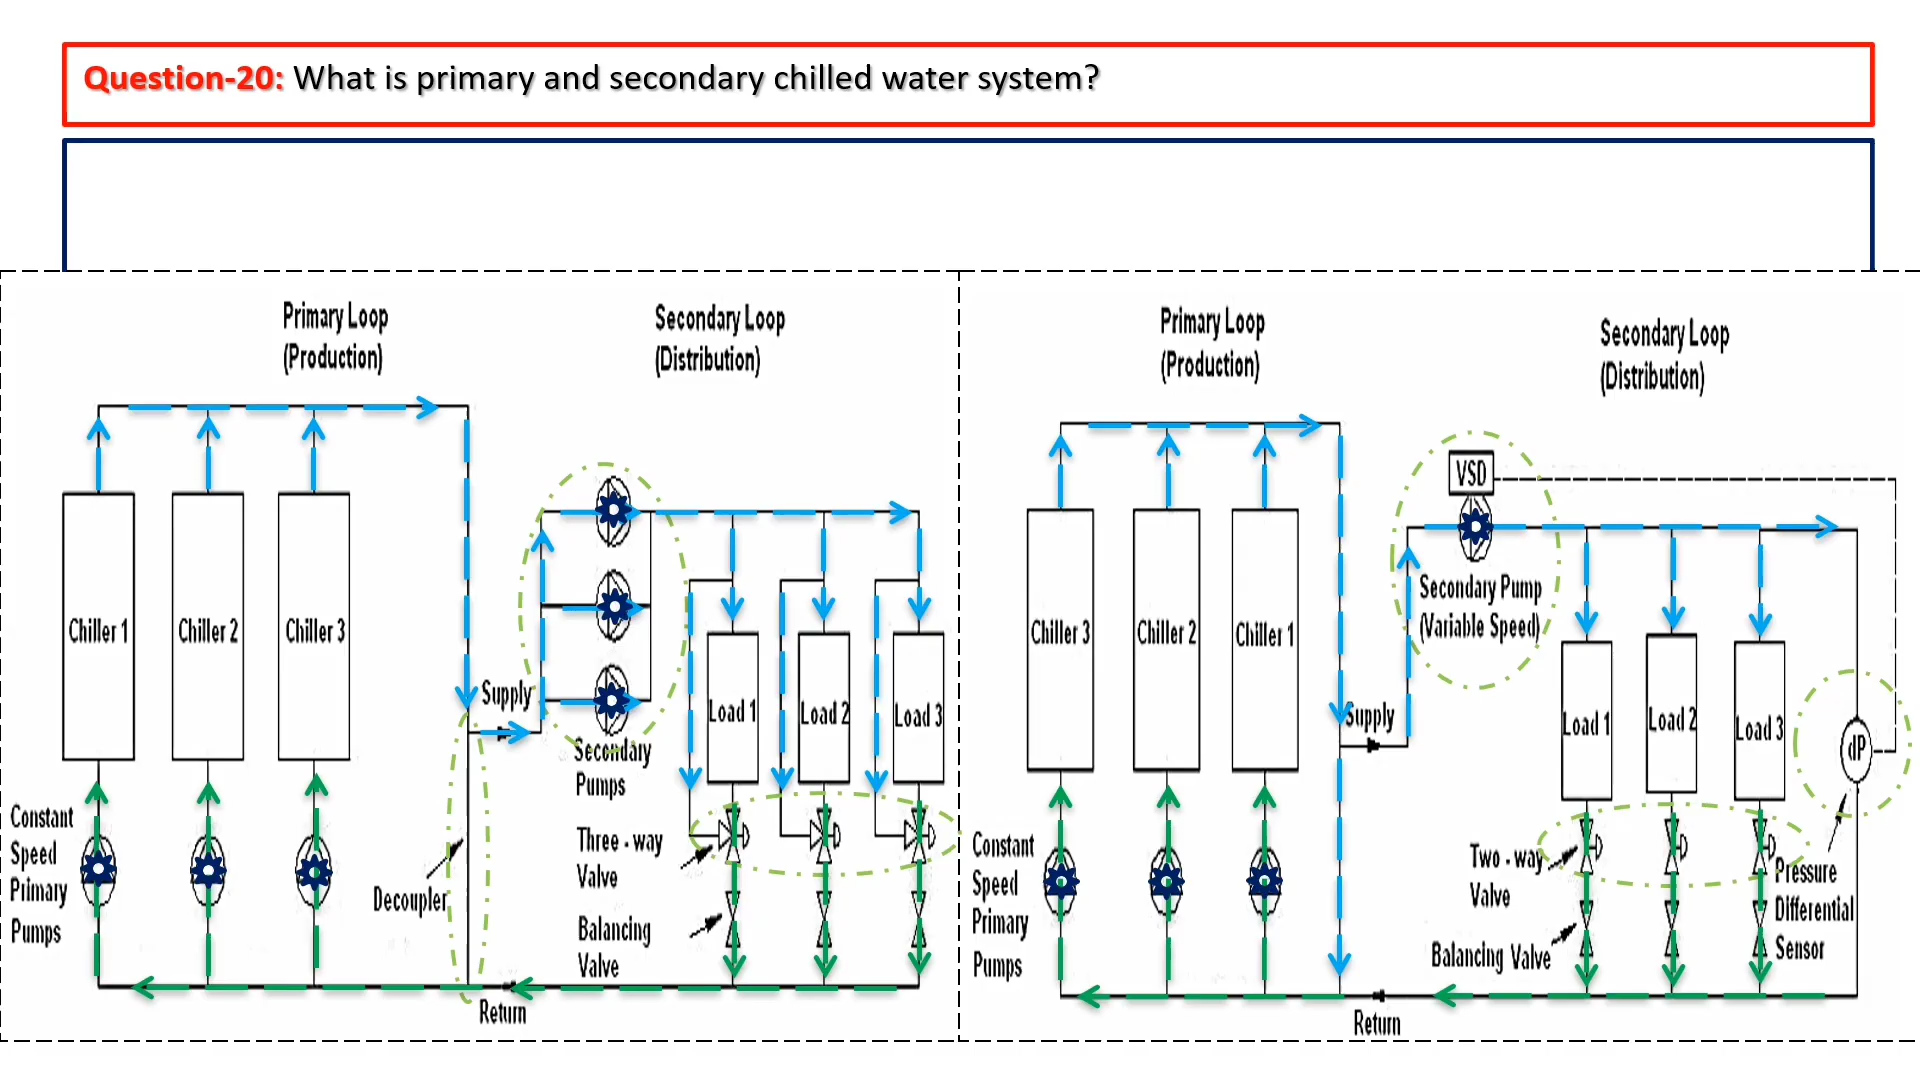 Question-20: What is primary and secondary chilled water system?
Primary Loop
(Production)
Secondary Loop
(Distribution)
Chiller 1
Chiller 2
Chiller 3
Supply
Load 1
Load 2
Load 3
Secondary
Pumps
Constant
Speed
Primary
Pumps
Decoupler
Three - way
Valve
Balancing
Valve
Return
Primary Loop
(Production)
Secondary Loop
(Distribution)
VSD
Secondary Pump
(Variable Speed)
Chiller 3
Chiller 2
Chiller 1
Supply
Load 1
Load 2
Load 3
dP
Constant
Speed
Primary
Pumps
Two - way
Valve
Balancing Valve
Pressure
Differential
Sensor
Return